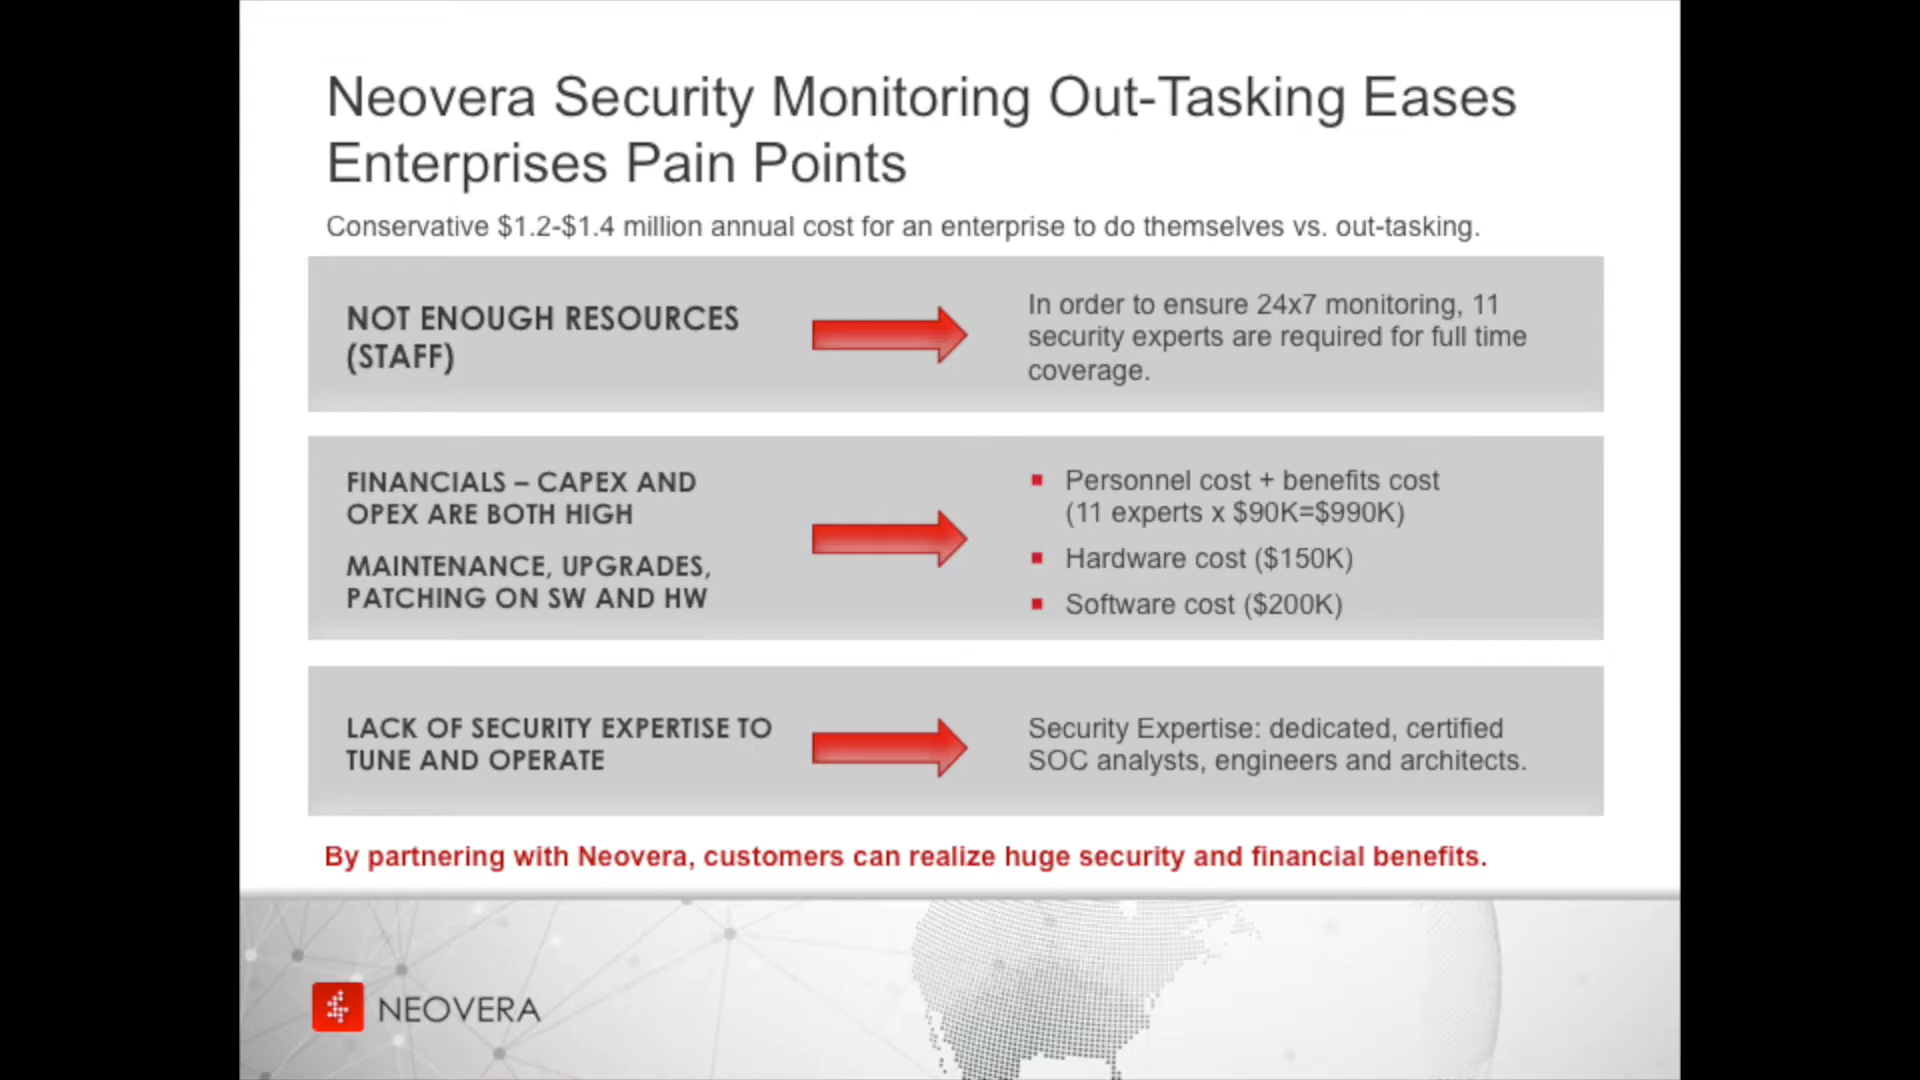 Neovera Security Monitoring Out-Tasking Eases
Enterprises Pain Points
Conservative $1.2-$1.4 million annual cost for an enterprise to do themselves vs. out-tasking.
NOT ENOUGH RESOURCES
(STAFF)
In order to ensure 24x7 monitoring, 11
security experts are required for full time
coverage.
FINANCIALS – CAPEX AND
OPEX ARE BOTH HIGH
MAINTENANCE, UPGRADES,
PATCHING ON SW AND HW
Personnel cost + benefits cost
(11 experts x $90K=$990K)
Hardware cost ($150K)
Software cost ($200K)
LACK OF SECURITY EXPERTISE TO
TUNE AND OPERATE
Security Expertise: dedicated, certified
SOC analysts, engineers and architects.
By partnering with Neovera, customers can realize huge security and financial benefits.
NEOVERA